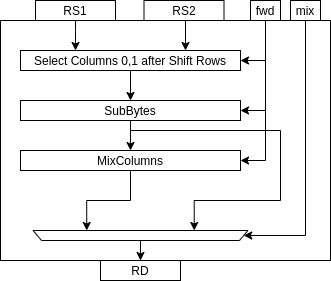 RS1 RS2 fwd mix
Select Columns 0,1 after Shift Rows
SubBytes
MixColumns
RD